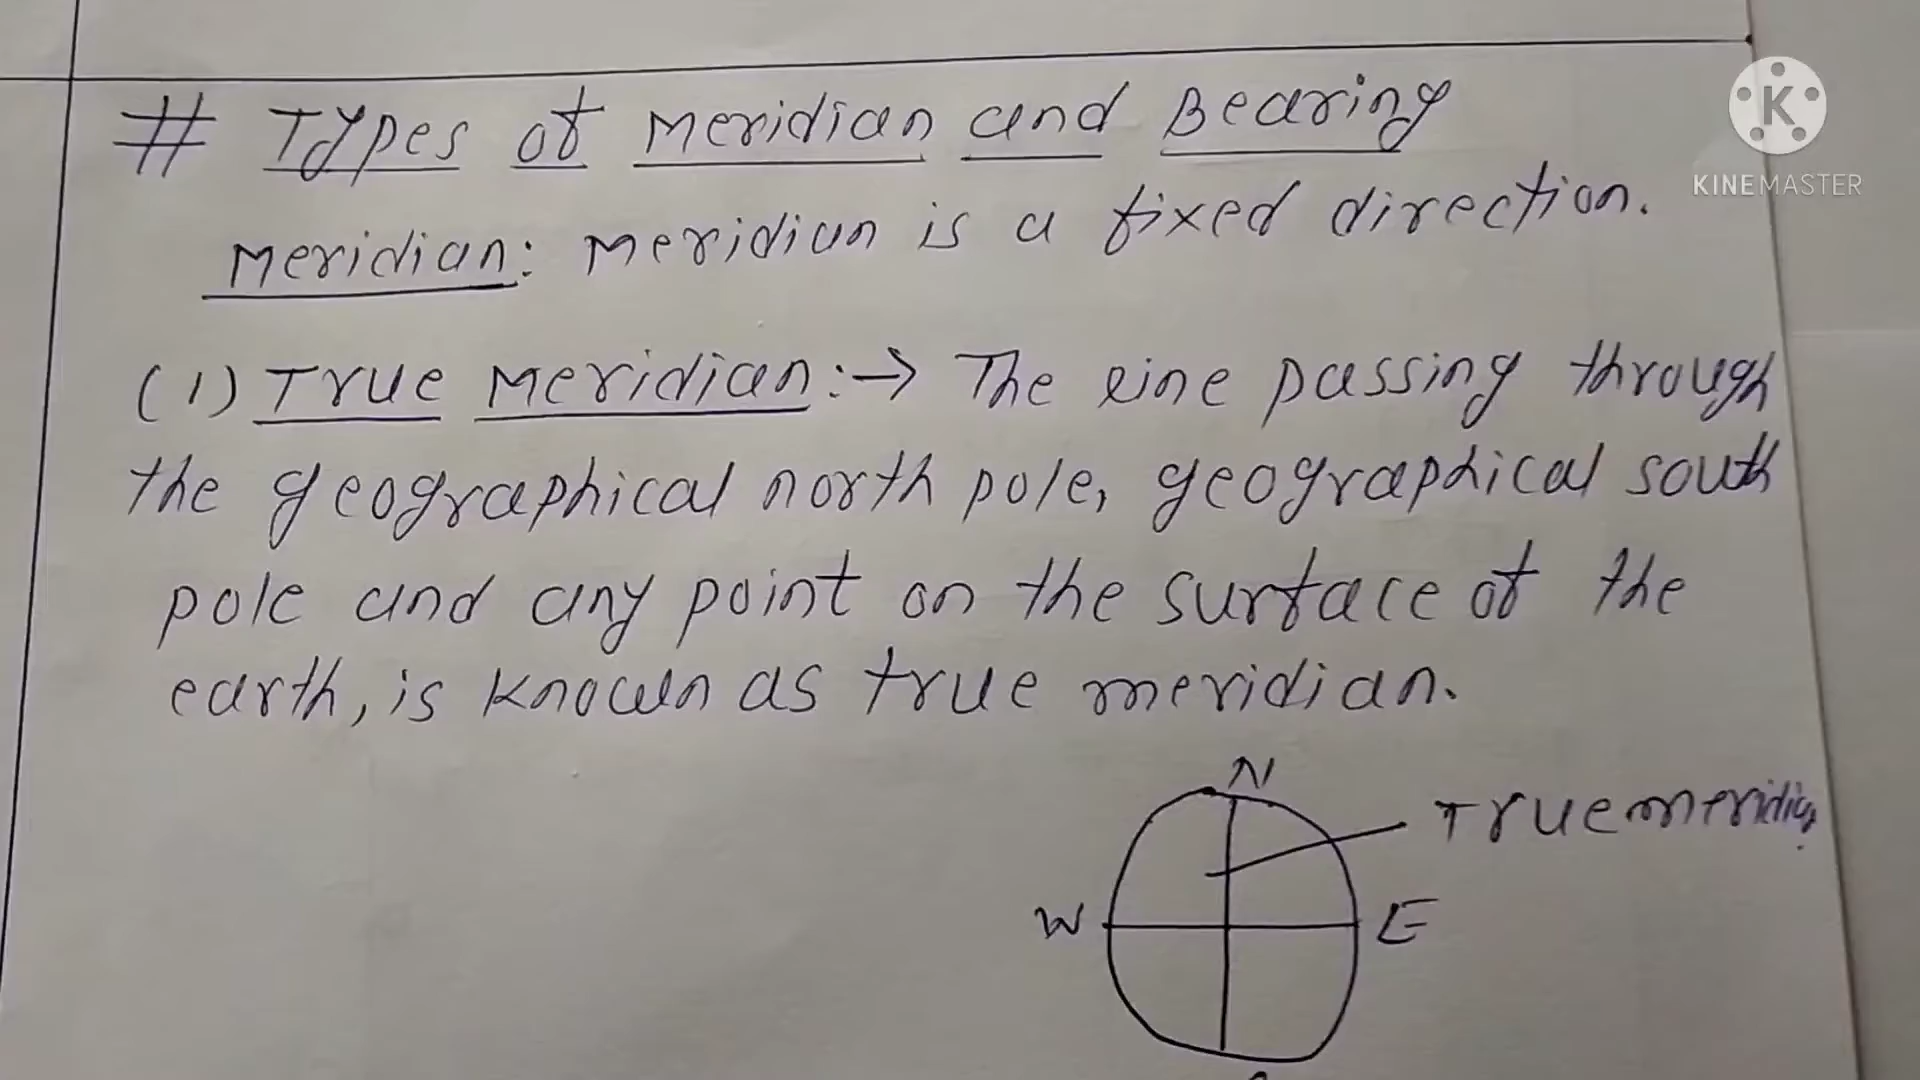 # Types of Meridian and Bearing
Meridian: Meridian is a fixed direction.
(1) True Meridian:→ The line passing through
the geographical north pole, geographical south
pole and any point on the surface of the
earth, is known as true meridian.
N
True meridian
W E
K
KINEMASTER